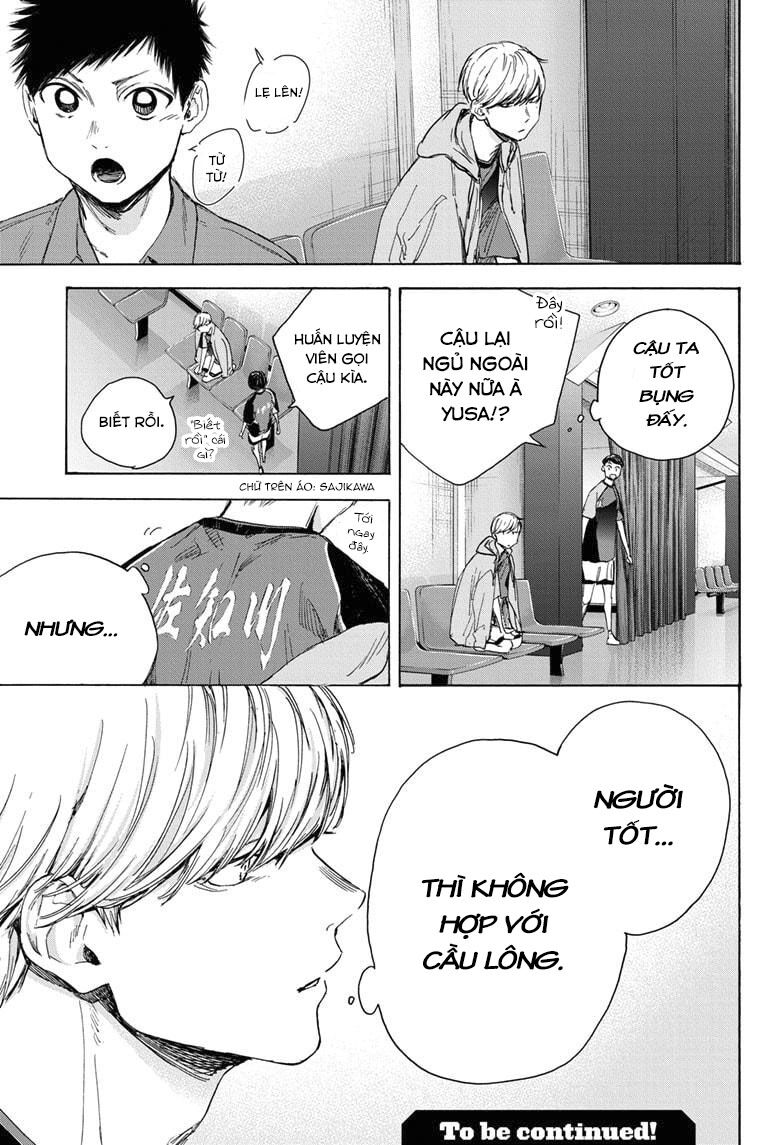 LẸ LÊN!
TỪ
TỪ!
CẬU TA
TỐT
BỤNG
ĐẤY.
Đây
rồi!
CẬU LẠI
NGỦ NGOÀI
NÀY NỮA À
YUSA!?
HUẤN LUYỆN
VIÊN GỌI
CẬU KÌA.
BIẾT RỒI.
"Biết
rồi" cái
gì?
CHỮ TRÊN ÁO: SAJIKAWA
Tới
ngay
đây.
佐知川
NHƯNG...
NGƯỜI
TỐT...
THÌ KHÔNG
HỢP VỚI
CẦU LÔNG.
To be continued!